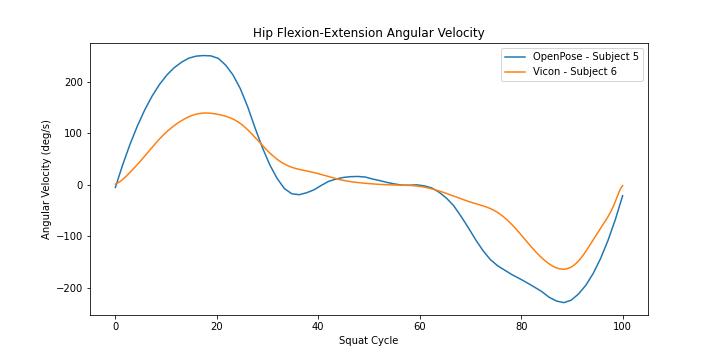 Hip Flexion-Extension Angular Velocity
OpenPose - Subject 5
Vicon - Subject 6
Angular Velocity (deg/s)
200
100
0
−100
−200
0
20
40
60
80
100
Squat Cycle